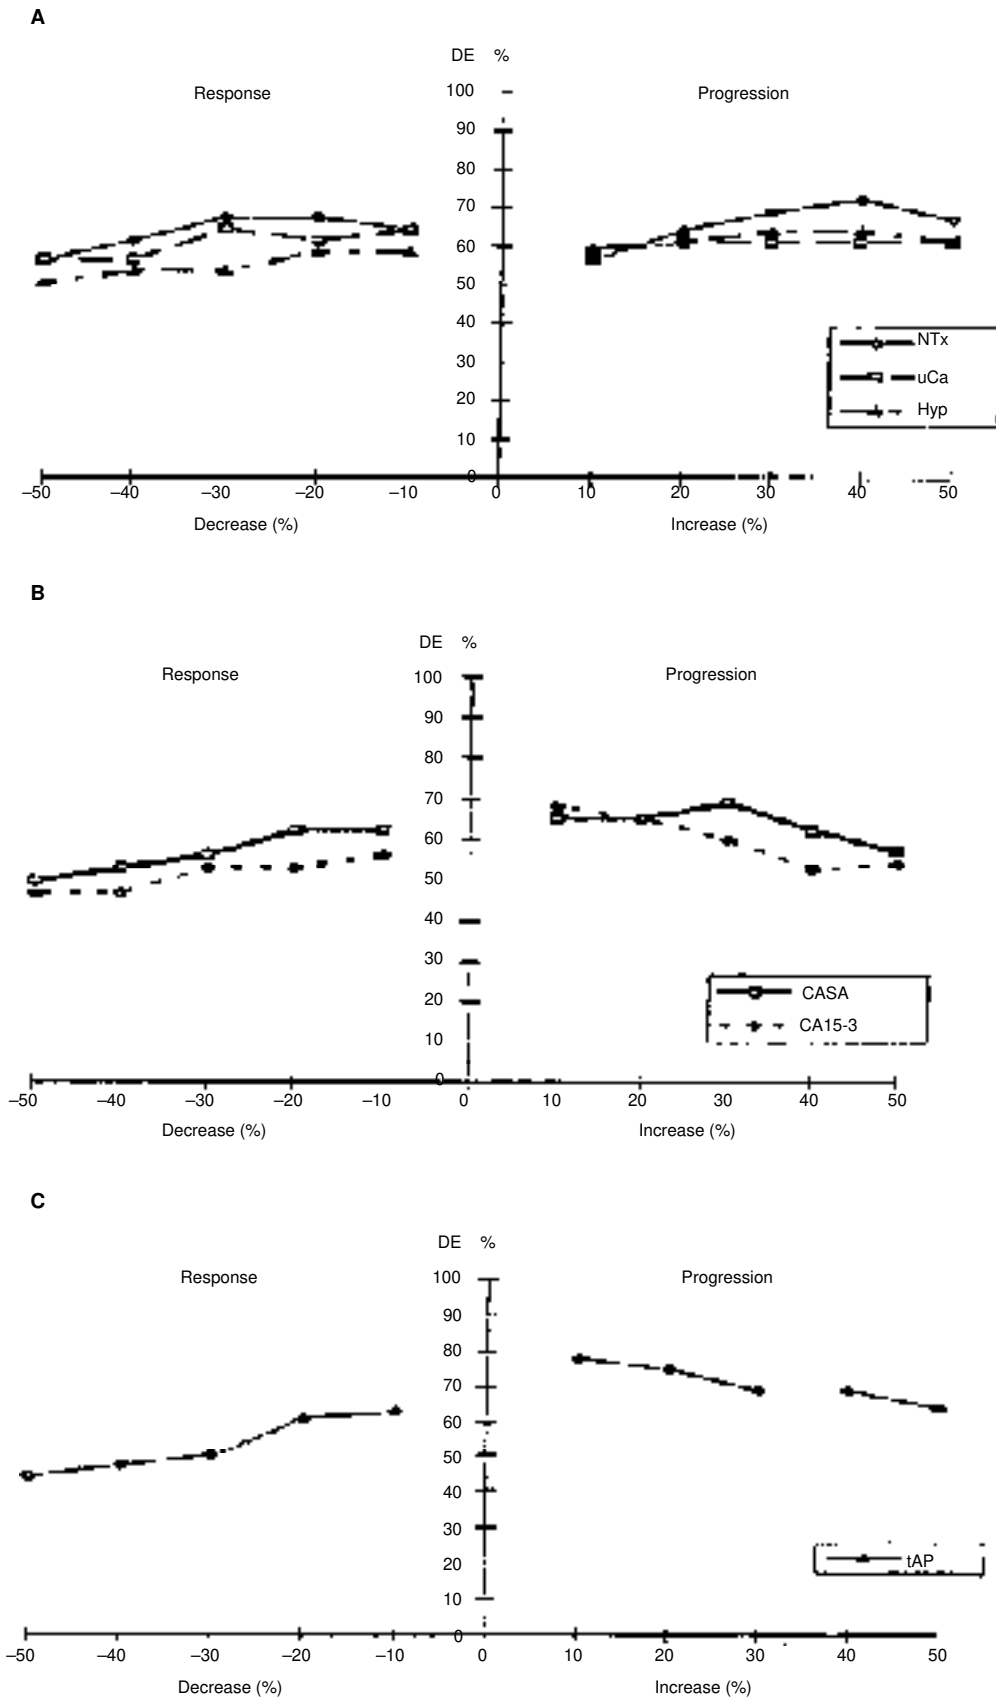 A
DE %
Response
Progression
100
90
80
70
60
50
40
30
20
10
0
–50 –40 –30 –20 –10 0 10 20 30 40 50
Decrease (%) Increase (%)
NTx
uCa
Hyp
B
DE %
Response
Progression
100
90
80
70
60
50
40
30
20
10
0
–50 –40 –30 –20 –10 0 10 20 30 40 50
Decrease (%) Increase (%)
CASA
CA15-3
C
DE %
Response
Progression
100
90
80
70
60
50
40
30
20
10
0
–50 –40 –30 –20 –10 0 10 20 30 40 50
Decrease (%) Increase (%)
tAP